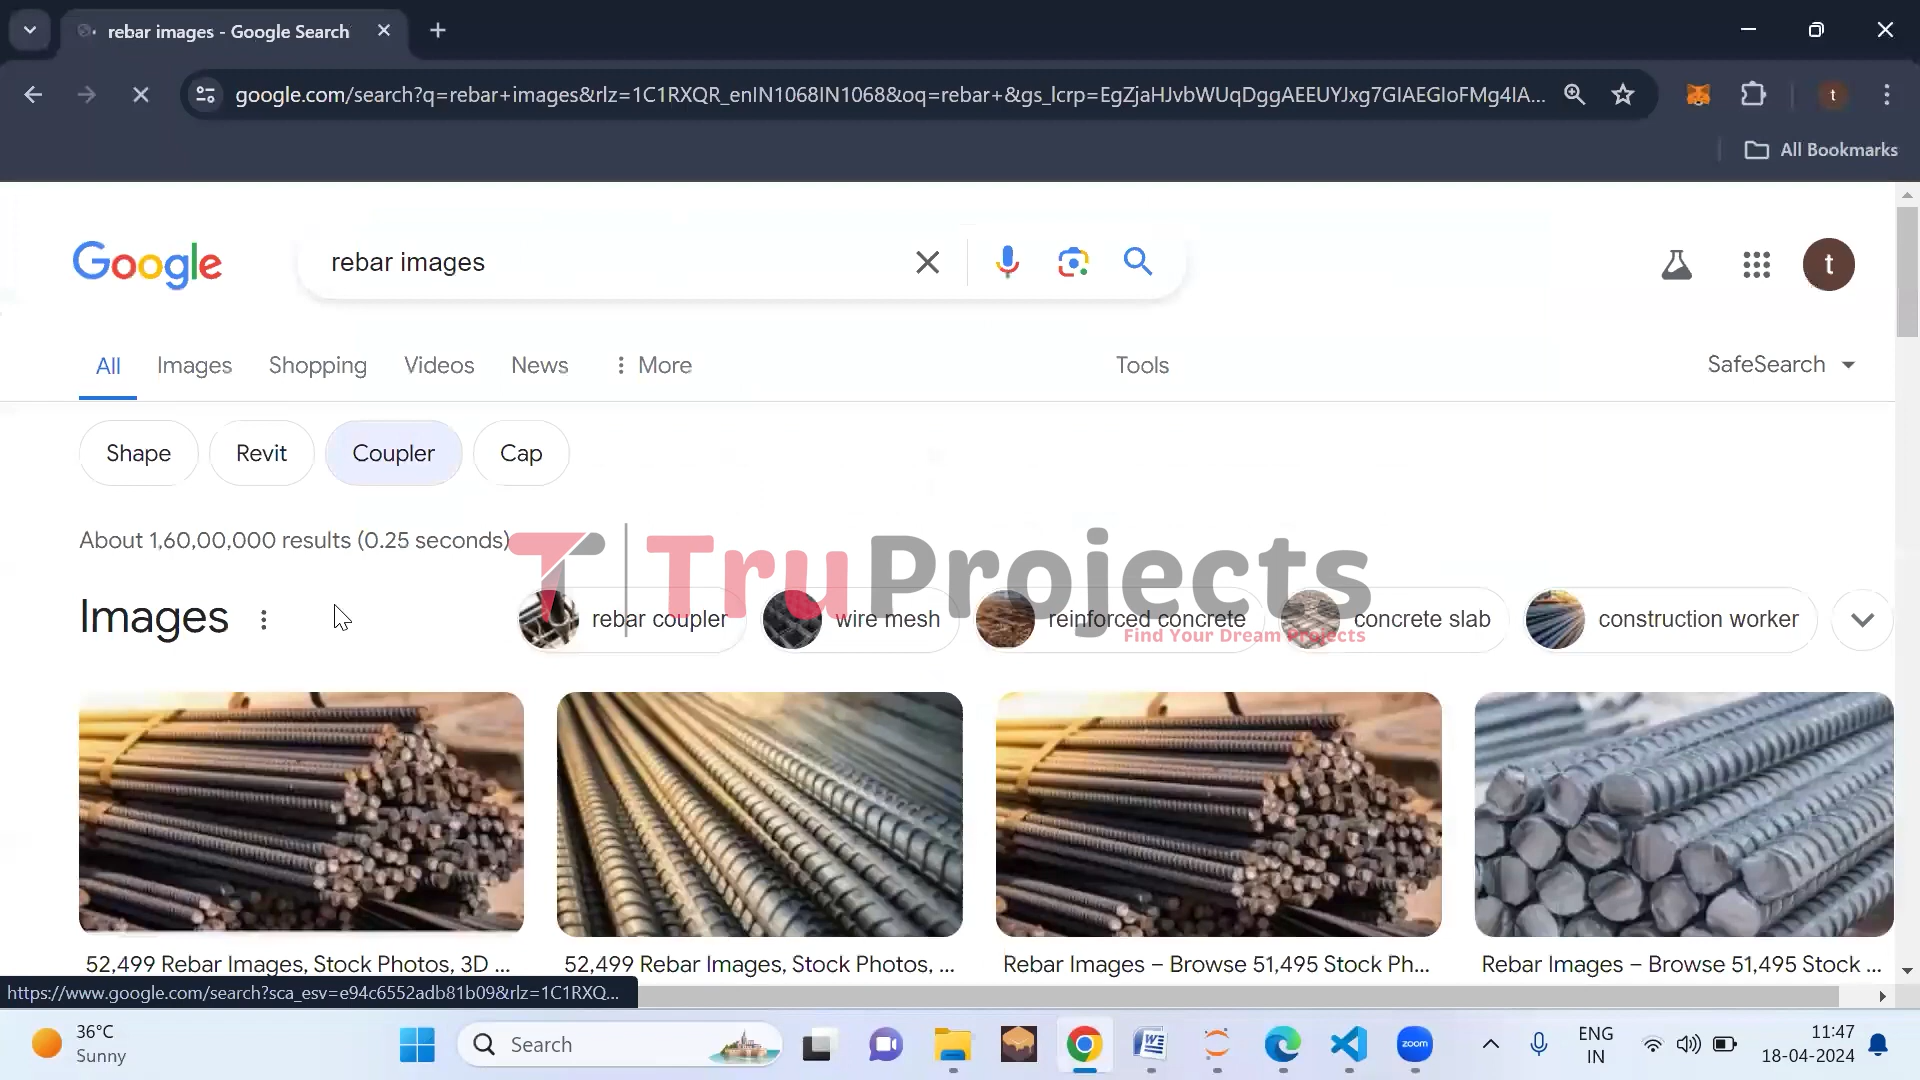 rebar images - Google Search
google.com/search?q=rebar+images&rlz=1C1RXQR_enIN1068IN1068&oq=rebar+&gs_lcrp=EgZjaHJvbWUqDggAEEUYJxg7GIAEGIoFMg4IA...
t
All Bookmarks
Google
rebar images
t
All Images Shopping Videos News More Tools SafeSearch
Shape Revit Coupler Cap
About 1,60,00,000 results (0.25 seconds)
T TruProjects
Find Your Dream Projects
Images
rebar coupler wire mesh reinforced concrete concrete slab construction worker
52,499 Rebar Images, Stock Photos, 3D ...
52,499 Rebar Images, Stock Photos, ...
Rebar Images – Browse 51,495 Stock Ph...
Rebar Images – Browse 51,495 Stock ...
https://www.google.com/search?sca_esv=e94c6552adb81b09&rlz=1C1RXQ...
36°C
Sunny
Search
zoom
ENG
IN
11:47
18-04-2024